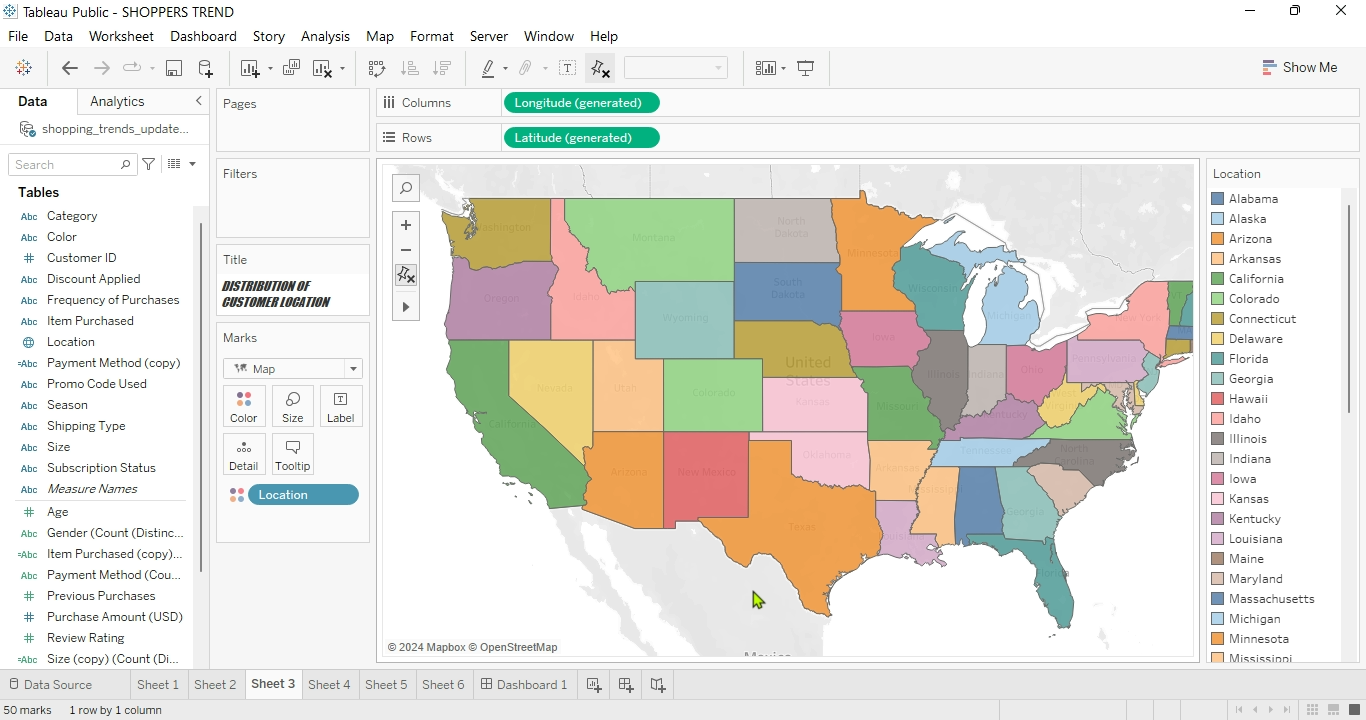 Tableau Public - SHOPPERS TREND
File Data Worksheet Dashboard Story Analysis Map Format Server Window Help
Show Me
Data Analytics
shopping_trends_update...
Search
Tables
Abc Category
Abc Color
# Customer ID
Abc Discount Applied
Abc Frequency of Purchases
Abc Item Purchased
Location
=Abc Payment Method (copy)
Abc Promo Code Used
Abc Season
Abc Shipping Type
Abc Size
Abc Subscription Status
Abc Measure Names
# Age
Abc Gender (Count (Distinc...
=Abc Item Purchased (copy)...
Abc Payment Method (Cou...
# Previous Purchases
# Purchase Amount (USD)
# Review Rating
=Abc Size (copy) (Count (Di...
Pages
Filters
Title
DISTRIBUTION OF
CUSTOMER LOCATION
Marks
Map
Color Size Label
Detail Tooltip
Location
Columns Longitude (generated)
Rows Latitude (generated)
Washington
Montana
North
Dakota
Minnesota
Oregon
Idaho
South
Dakota
Wisconsin
Michigan
New York
Wyoming
Iowa
Pennsylvania
Nevada
Utah
Colorado
United
States
Kansas
Illinois
Indiana
Ohio
West
Virginia
California
Missouri
Kentucky
Arizona
New Mexico
Oklahoma
Arkansas
Tennessee
North
Carolina
Texas
Georgia
Florida
Mexico
© 2024 Mapbox © OpenStreetMap
Location
Alabama
Alaska
Arizona
Arkansas
California
Colorado
Connecticut
Delaware
Florida
Georgia
Hawaii
Idaho
Illinois
Indiana
Iowa
Kansas
Kentucky
Louisiana
Maine
Maryland
Massachusetts
Michigan
Minnesota
Mississippi
Data Source Sheet 1 Sheet 2 Sheet 3 Sheet 4 Sheet 5 Sheet 6 Dashboard 1
50 marks 1 row by 1 column